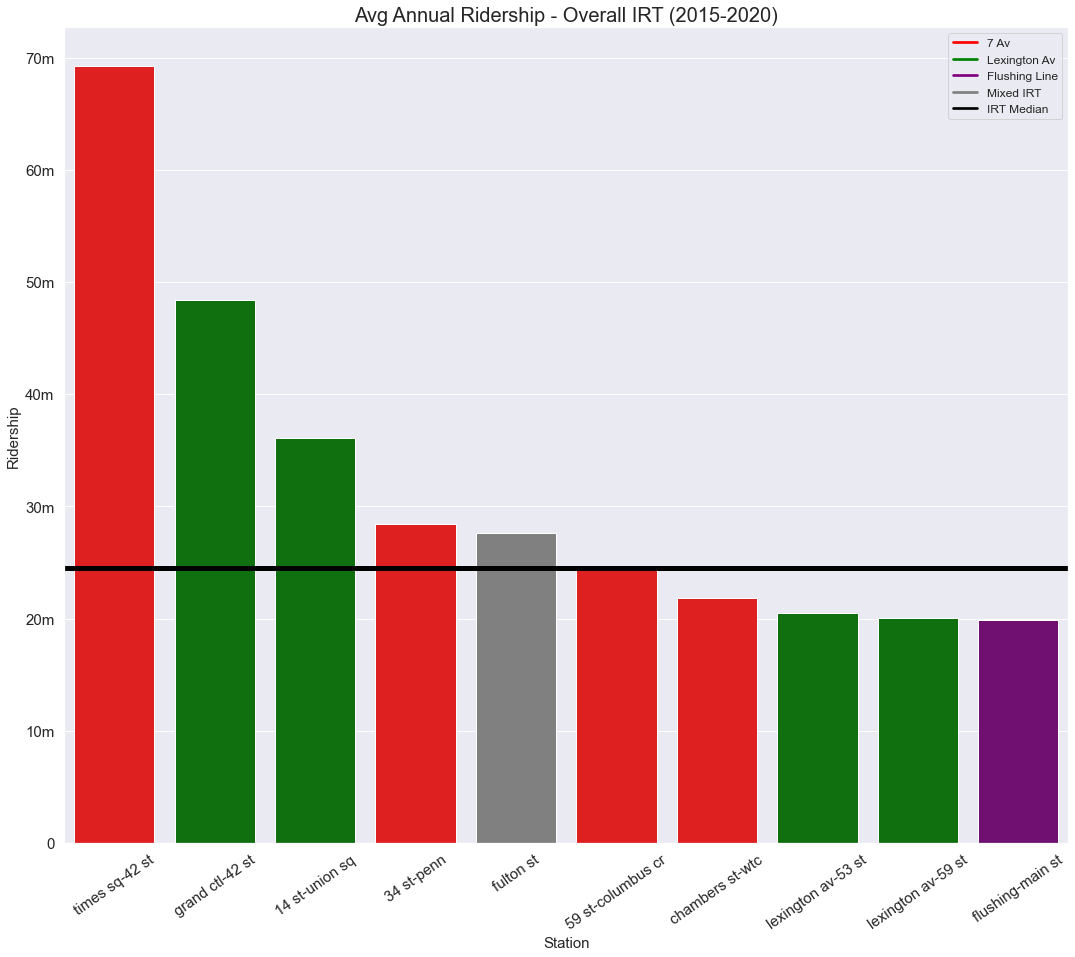 Avg Annual Ridership - Overall IRT (2015-2020)
7 Av
Lexington Av
Flushing Line
Mixed IRT
IRT Median
70m
60m
50m
40m
30m
20m
10m
0
Ridership
times sq-42 st
grand ctl-42 st
14 st-union sq
34 st-penn
fulton st
59 st-columbus cr
chambers st-wtc
lexington av-53 st
lexington av-59 st
flushing-main st
Station